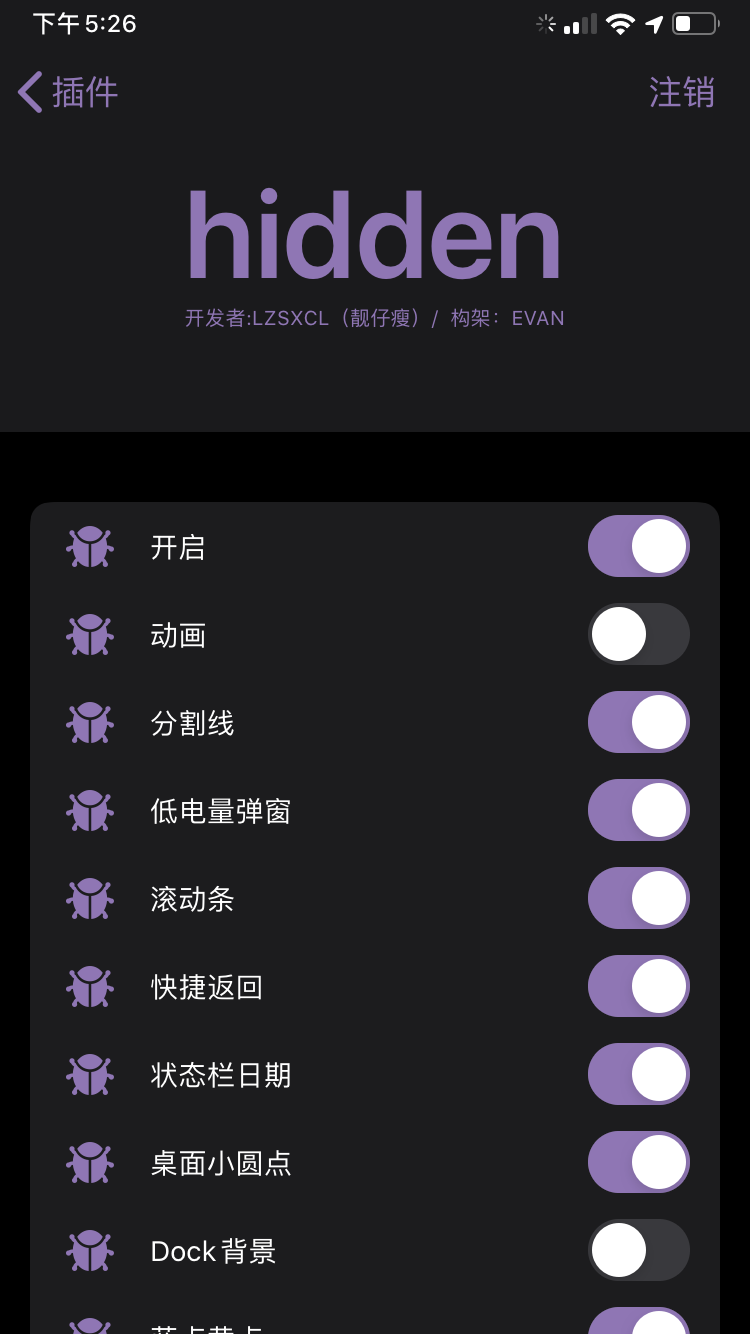 下午 5:26
插件
注销
hidden
开发者:LZSXCL（靓仔瘦）/ 构架：EVAN
开启
动画
分割线
低电量弹窗
滚动条
快捷返回
状态栏日期
桌面小圆点
Dock背景